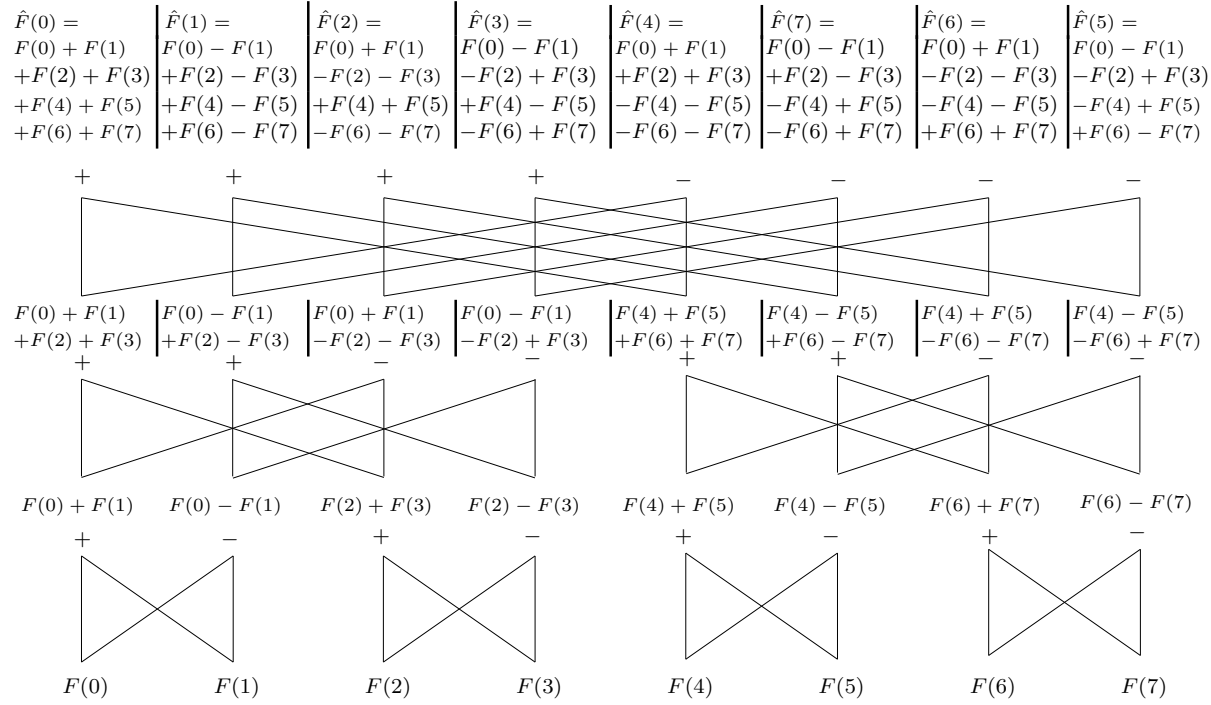 F̂(0) = F̂(1) = F̂(2) = F̂(3) = F̂(4) = F̂(7) = F̂(6) = F̂(5) =
F(0) + F(1) F(0) − F(1) F(0) + F(1) F(0) − F(1) F(0) + F(1) F(0) − F(1) F(0) + F(1) F(0) − F(1)
+F(2) + F(3) +F(2) − F(3) −F(2) − F(3) −F(2) + F(3) +F(2) + F(3) +F(2) − F(3) −F(2) − F(3) −F(2) + F(3)
+F(4) + F(5) +F(4) − F(5) +F(4) + F(5) +F(4) − F(5) −F(4) − F(5) −F(4) + F(5) −F(4) − F(5) −F(4) + F(5)
+F(6) + F(7) +F(6) − F(7) −F(6) − F(7) −F(6) + F(7) −F(6) − F(7) −F(6) + F(7) +F(6) + F(7) +F(6) − F(7)
+ + + + − − − −
F(0) + F(1) F(0) − F(1) F(0) + F(1) F(0) − F(1) F(4) + F(5) F(4) − F(5) F(4) + F(5) F(4) − F(5)
+F(2) + F(3) +F(2) − F(3) −F(2) − F(3) −F(2) + F(3) +F(6) + F(7) +F(6) − F(7) −F(6) − F(7) −F(6) + F(7)
+ + − − + + − −
F(0) + F(1) F(0) − F(1) F(2) + F(3) F(2) − F(3) F(4) + F(5) F(4) − F(5) F(6) + F(7) F(6) − F(7)
+ − + − + − + −
F(0) F(1) F(2) F(3) F(4) F(5) F(6) F(7)